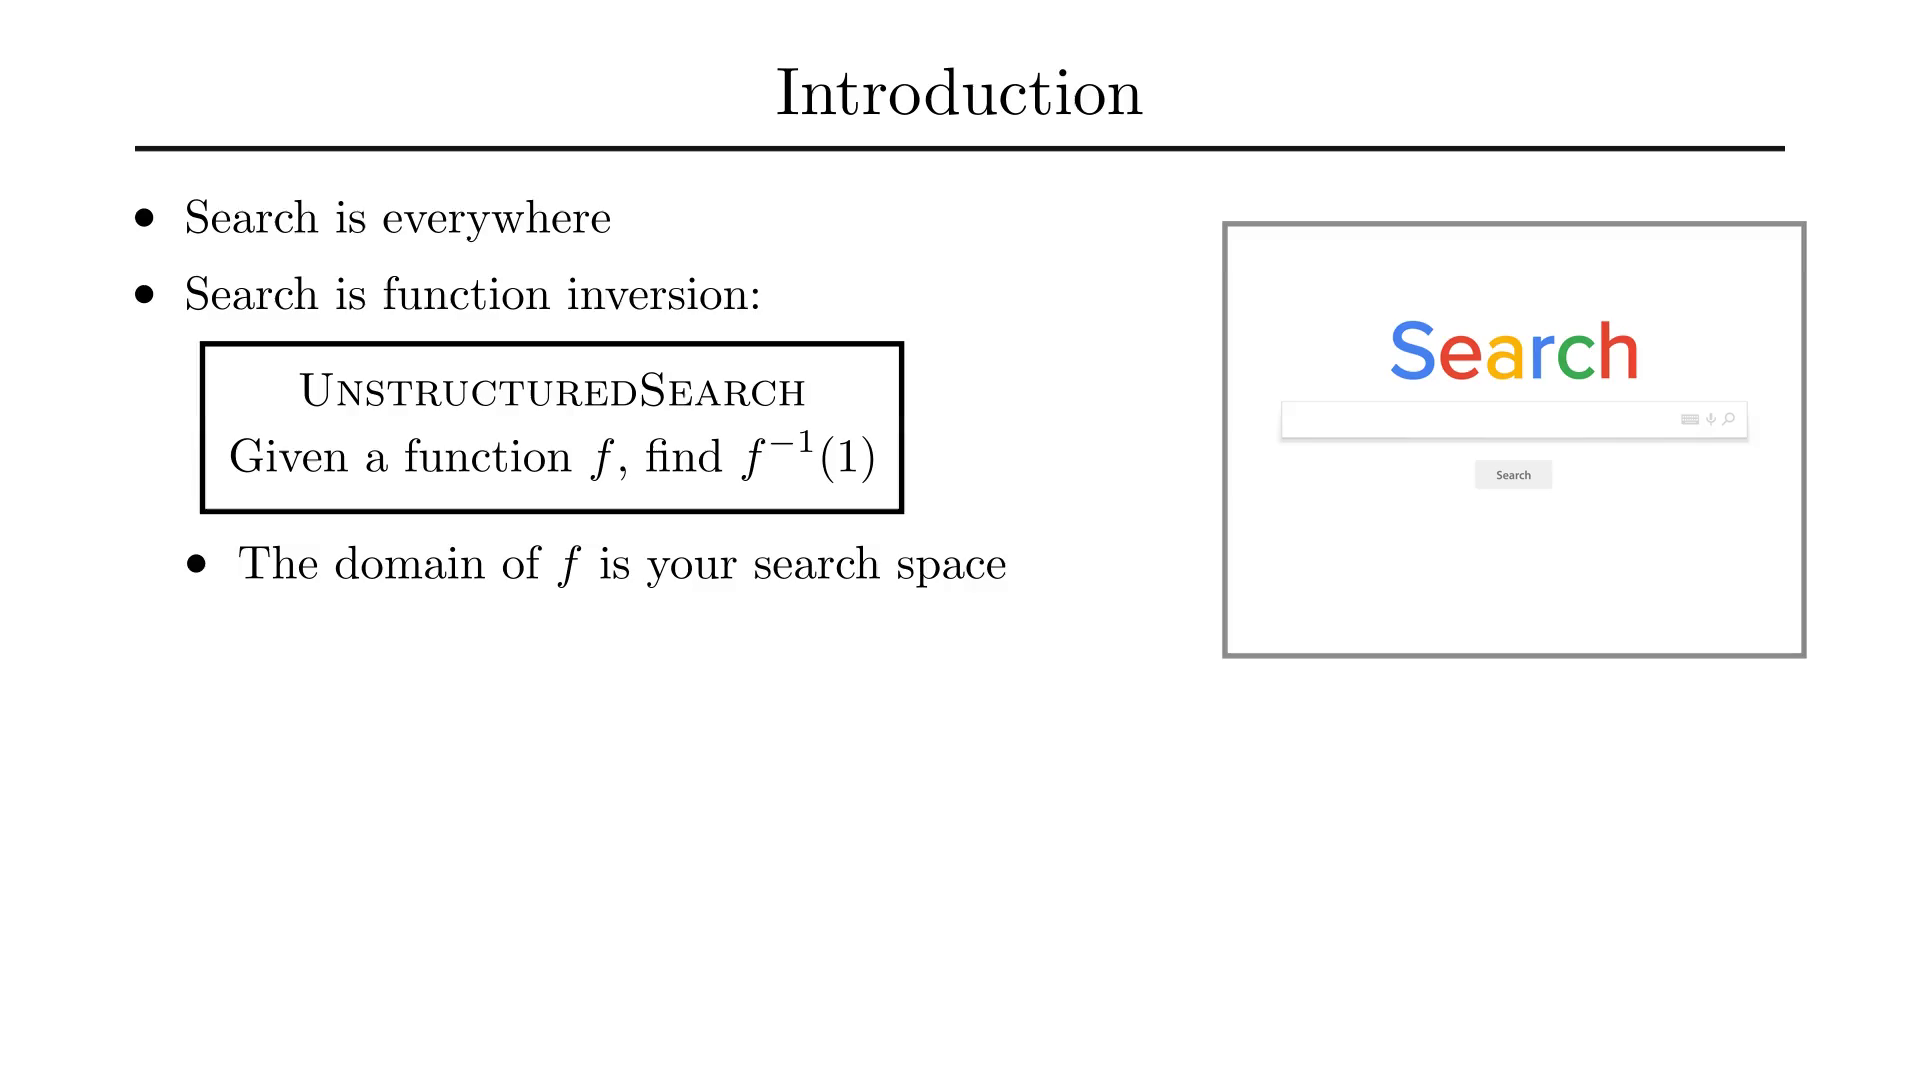 Introduction
• Search is everywhere
• Search is function inversion:
UNSTRUCTUREDSEARCH
Given a function f, find f⁻¹(1)
• The domain of f is your search space
Search
Search